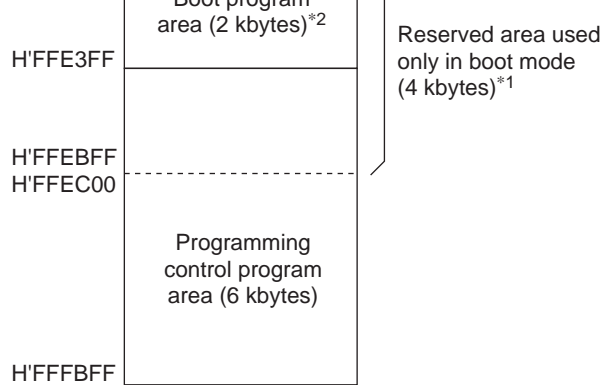 Boot program
area (2 kbytes)*2
H'FFE3FF
Reserved area used
only in boot mode
(4 kbytes)*1
H'FFEBFF
H'FFEC00
Programming
control program
area (6 kbytes)
H'FFFBFF